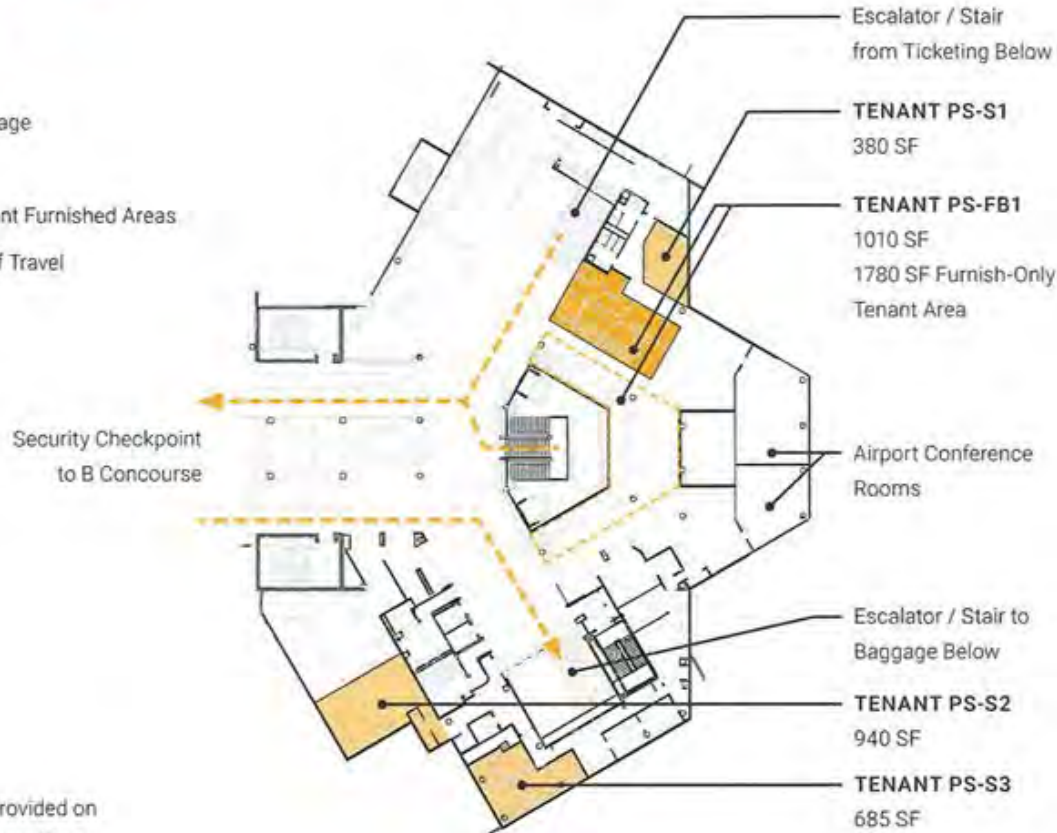 age
nt Furnished Areas
f Travel
Security Checkpoint
to B Concourse
rovided on
Escalator / Stair
from Ticketing Below
TENANT PS-S1
380 SF
TENANT PS-FB1
1010 SF
1780 SF Furnish-Only
Tenant Area
Airport Conference
Rooms
Escalator / Stair to
Baggage Below
TENANT PS-S2
940 SF
TENANT PS-S3
685 SF